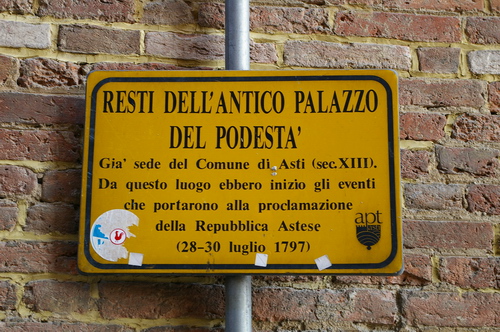 RESTI DELL'ANTICO PALAZZO
DEL PODESTA'
Gia' sede del Comune di Asti (sec.XIII).
Da questo luogo ebbero inizio gli eventi
che portarono alla proclamazione
della Repubblica Astese
(28-30 luglio 1797)
apt